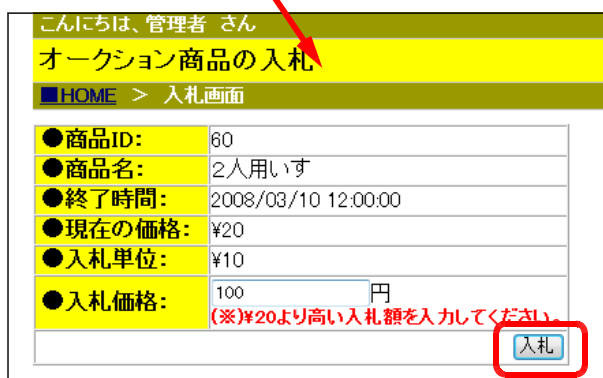 こんにちは、管理者 さん
オークション商品の入札
■HOME > 入札画面
●商品ID: 60
●商品名: 2人用いす
●終了時間: 2008/03/10 12:00:00
●現在の価格: ¥20
●入札単位: ¥10
●入札価格: 100 円
(※)¥20より高い入札額を入力してください。
入札